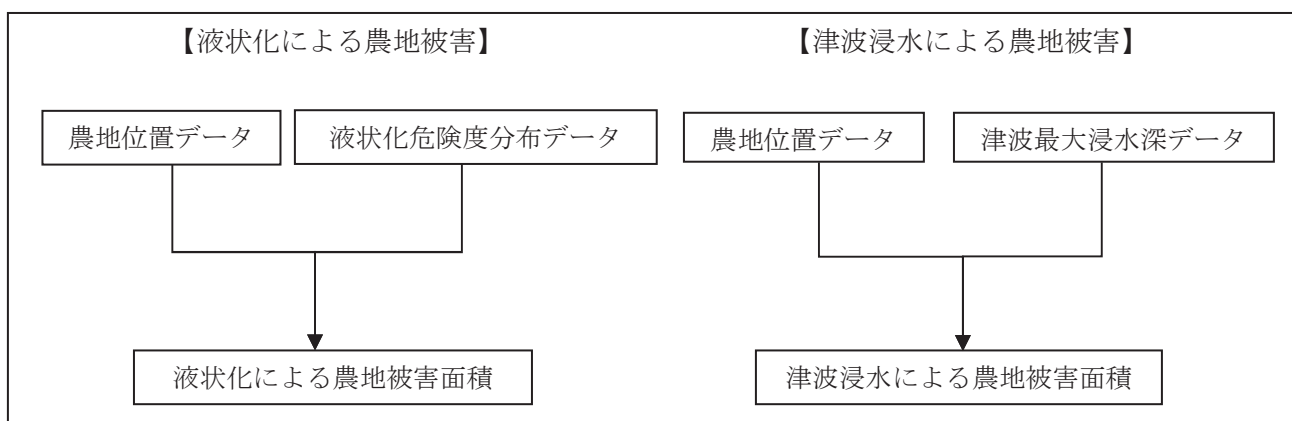 【液状化による農地被害】
農地位置データ
液状化危険度分布データ
液状化による農地被害面積
【津波浸水による農地被害】
農地位置データ
津波最大浸水深データ
津波浸水による農地被害面積